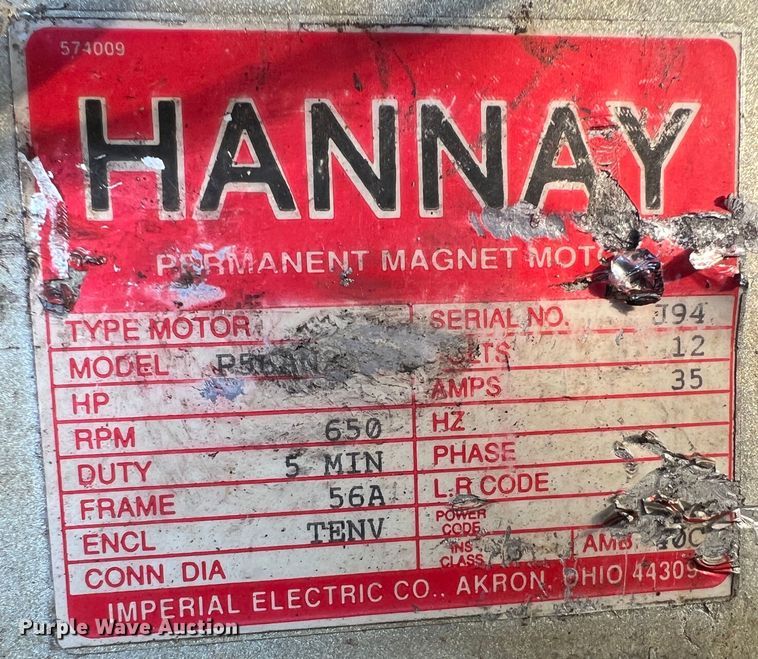 574009
HANNAY
PERMANENT MAGNET
TYPE MOTOR
SERIAL NO. J94
MODEL
12
HP
AMPS 35
RPM 650
HZ
DUTY 5 MIN
PHASE
FRAME 56A
L.R CODE
ENCL TENV
POWER
CODE
CONN DIA
INS
CLASS
AMB
IMPERIAL ELECTRIC CO., AKRON, OHIO
Purple Wave Auction